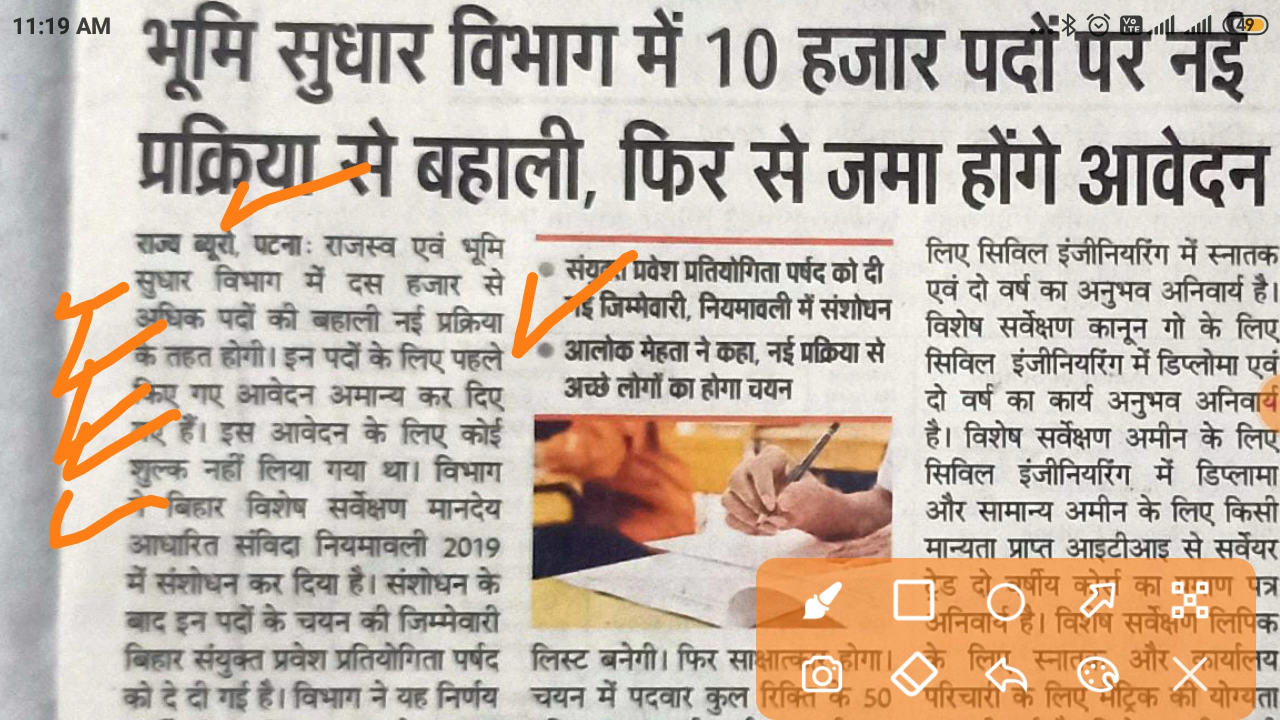 11:19 AM
49
भूमि सुधार विभाग में 10 हजार पदों पर नई
प्रक्रिया से बहाली, फिर से जमा होंगे आवेदन
राज्य ब्यूरो, पटना: राजस्व एवं भूमि
सुधार विभाग में दस हजार से
अधिक पदों की बहाली नई प्रक्रिया
के तहत होगी। इन पदों के लिए पहले
किए गए आवेदन अमान्य कर दिए
गए हैं। इस आवेदन के लिए कोई
शुल्क नहीं लिया गया था। विभाग
ने बिहार विशेष सर्वेक्षण मानदेय
आधारित संविदा नियमावली 2019
में संशोधन कर दिया है। संशोधन के
बाद इन पदों के चयन की जिम्मेवारी
बिहार संयुक्त प्रवेश प्रतियोगिता पर्षद
को दे दी गई है। विभाग ने यह निर्णय
संयुक्त प्रवेश प्रतियोगिता पर्षद को दी
गई जिम्मेवारी, नियमावली में संशोधन
आलोक मेहता ने कहा, नई प्रक्रिया से
अच्छे लोगों का होगा चयन
लिस्ट बनेगी। फिर साक्षात्कार होगा।
चयन में पदवार कुल रिक्ति के 50
लिए सिविल इंजीनियरिंग में स्नातक
एवं दो वर्ष का अनुभव अनिवार्य है।
विशेष सर्वेक्षण कानून गो के लिए
सिविल इंजीनियरिंग में डिप्लोमा एवं
दो वर्ष का कार्य अनुभव अनिवार्य
है। विशेष सर्वेक्षण अमीन के लिए
सिविल इंजीनियरिंग में डिप्लामा
और सामान्य अमीन के लिए किसी
मान्यता प्राप्त आइटीआइ से सर्वेयर
ट्रेड दो वर्षीय कोर्स का प्रमाण पत्र
अनिवार्य है। विशेष सर्वेक्षण लिपिक
के लिए स्नातक और कार्यालय
परिचारी के लिए मैट्रिक की योग्यता